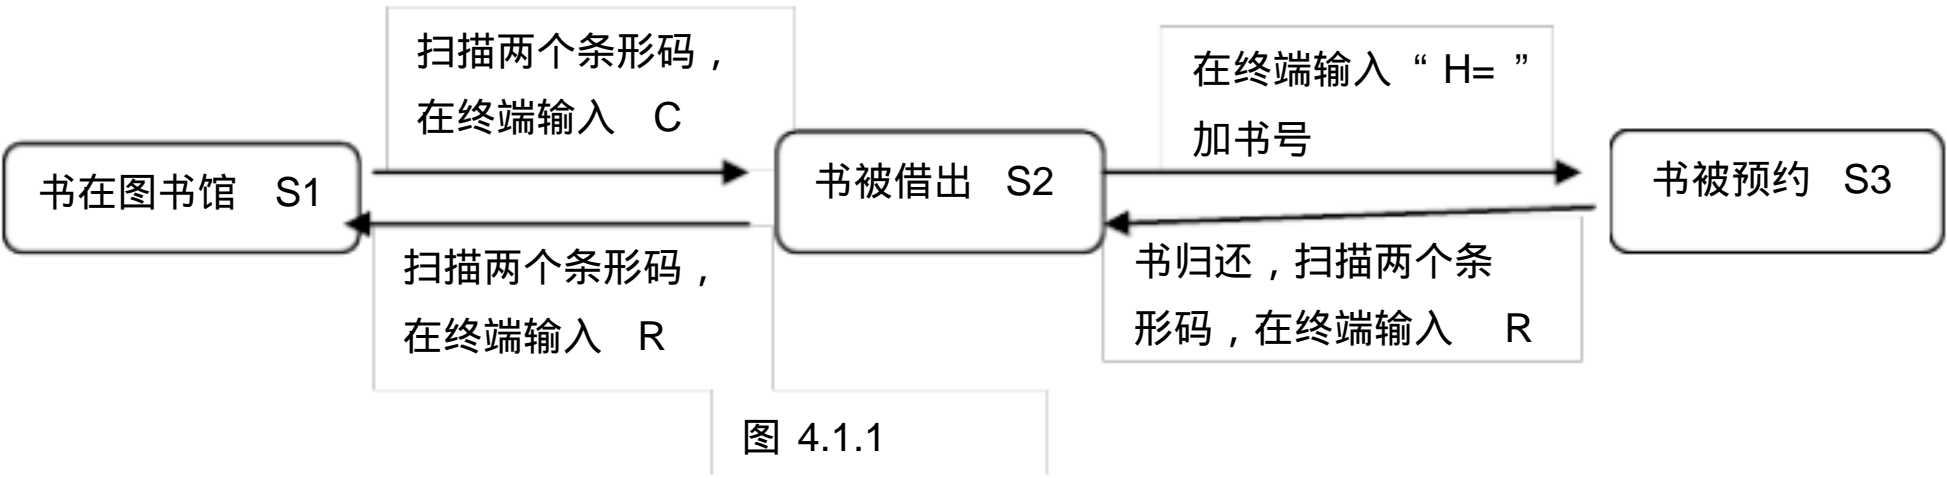 扫描两个条形码，
在终端输入 C
在终端输入“ H= ”
加书号
书在图书馆 S1
书被借出 S2
书被预约 S3
扫描两个条形码，
在终端输入 R
书归还，扫描两个条
形码，在终端输入 R
图 4.1.1